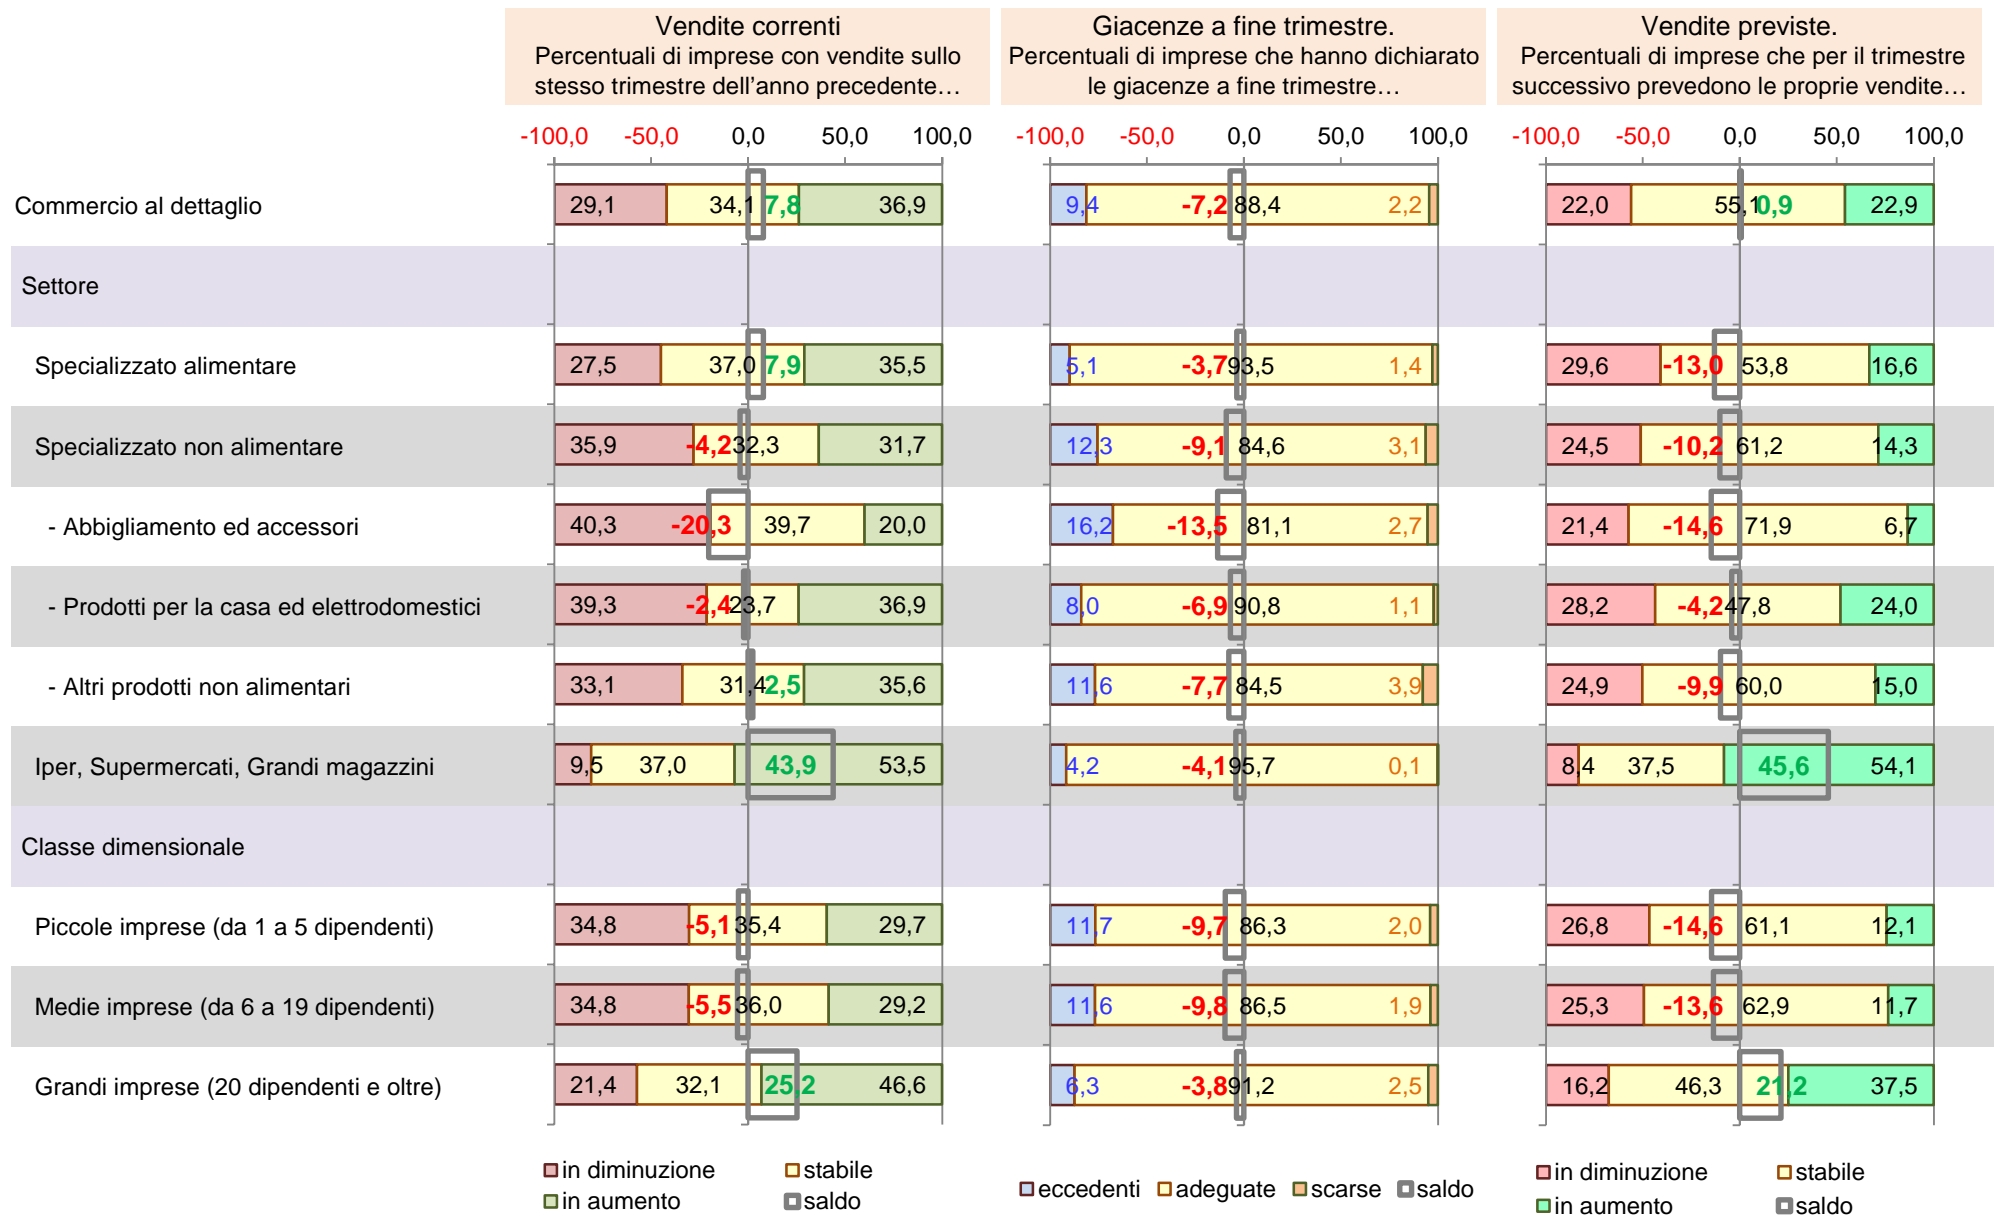 Vendite correnti
Percentuali di imprese con vendite sullo
stesso trimestre dell'anno precedente…
Giacenze a fine trimestre.
Percentuali di imprese che hanno dichiarato
le giacenze a fine trimestre…
Vendite previste.
Percentuali di imprese che per il trimestre
successivo prevedono le proprie vendite…
-100,0 -50,0 0,0 50,0 100,0 -100,0 -50,0 0,0 50,0 100,0 -100,0 -50,0 0,0 50,0 100,0
Commercio al dettaglio 29,1 34,1 7,8 36,9 9,4 -7,2 88,4 2,2 22,0 55,1 0,9 22,9
Settore
Specializzato alimentare 27,5 37,0 7,9 35,5 5,1 -3,7 93,5 1,4 29,6 -13,0 53,8 16,6
Specializzato non alimentare 35,9 -4,2 32,3 31,7 12,3 -9,1 84,6 3,1 24,5 -10,2 61,2 14,3
- Abbigliamento ed accessori 40,3 -20,3 39,7 20,0 16,2 -13,5 81,1 2,7 21,4 -14,6 71,9 6,7
- Prodotti per la casa ed elettrodomestici 39,3 -2,4 23,7 36,9 8,0 -6,9 90,8 1,1 28,2 -4,2 47,8 24,0
- Altri prodotti non alimentari 33,1 31,4 2,5 35,6 11,6 -7,7 84,5 3,9 24,9 -9,9 60,0 15,0
Iper, Supermercati, Grandi magazzini 9,5 37,0 43,9 53,5 4,2 -4,1 95,7 0,1 8,4 37,5 45,6 54,1
Classe dimensionale
Piccole imprese (da 1 a 5 dipendenti) 34,8 -5,1 35,4 29,7 11,7 -9,7 86,3 2,0 26,8 -14,6 61,1 12,1
Medie imprese (da 6 a 19 dipendenti) 34,8 -5,5 36,0 29,2 11,6 -9,8 86,5 1,9 25,3 -13,6 62,9 11,7
Grandi imprese (20 dipendenti e oltre) 21,4 32,1 25,2 46,6 6,3 -3,8 91,2 2,5 16,2 46,3 21,2 37,5
in diminuzione stabile
in aumento saldo
eccedenti adeguate scarse saldo
in diminuzione stabile
in aumento saldo